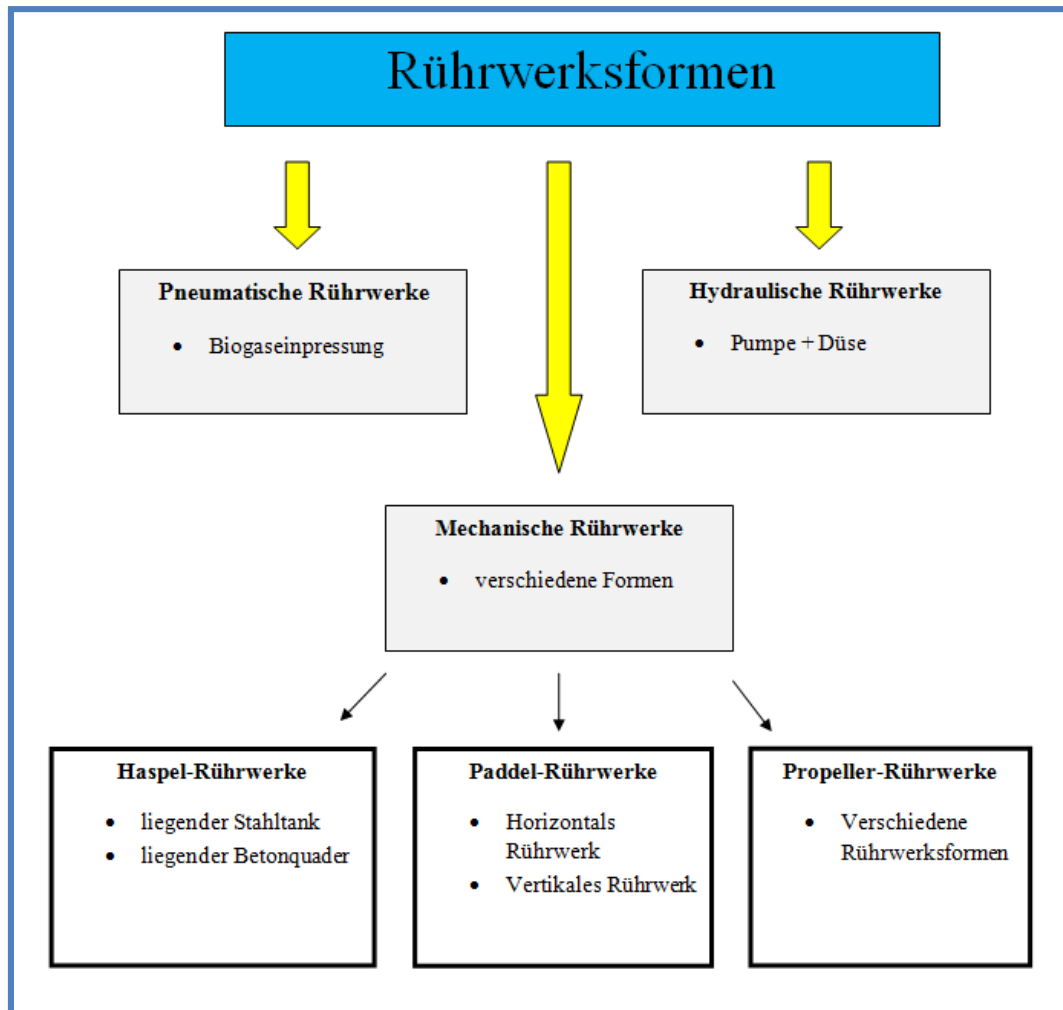 Rührwerksformen
Pneumatische Rührwerke
• Biogaseinpressung
Hydraulische Rührwerke
• Pumpe + Düse
Mechanische Rührwerke
• verschiedene Formen
Haspel-Rührwerke
• liegender Stahltank
• liegender Betonquader
Paddel-Rührwerke
• Horizontals
Rührwerk
• Vertikales Rührwerk
Propeller-Rührwerke
• Verschiedene
Rührwerksformen